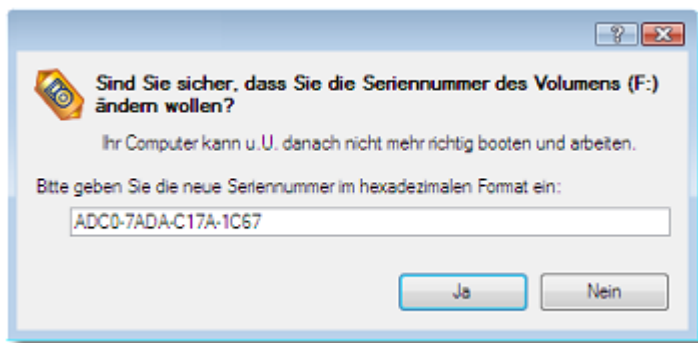 Sind Sie sicher, dass Sie die Seriennummer des Volumens (F:)
ändern wollen?
Ihr Computer kann u.U. danach nicht mehr richtig booten und arbeiten.
Bitte geben Sie die neue Seriennummer im hexadezimalen Format ein:
ADC0-7ADA-C17A-1C67
Ja
Nein